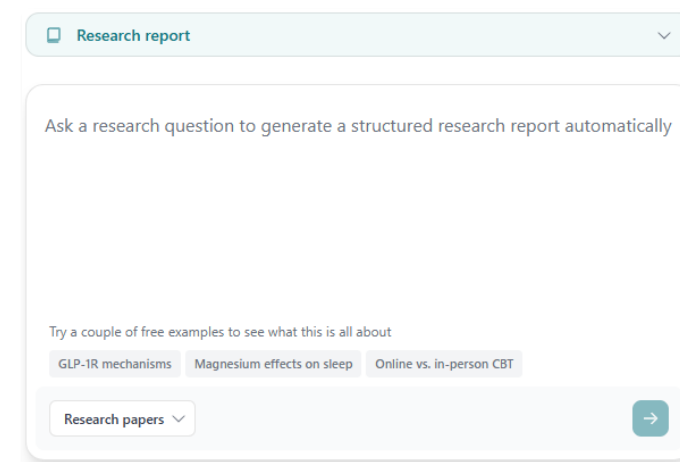 Research report
Ask a research question to generate a structured research report automatically
Try a couple of free examples to see what this is all about
GLP-1R mechanisms
Magnesium effects on sleep
Online vs. in-person CBT
Research papers